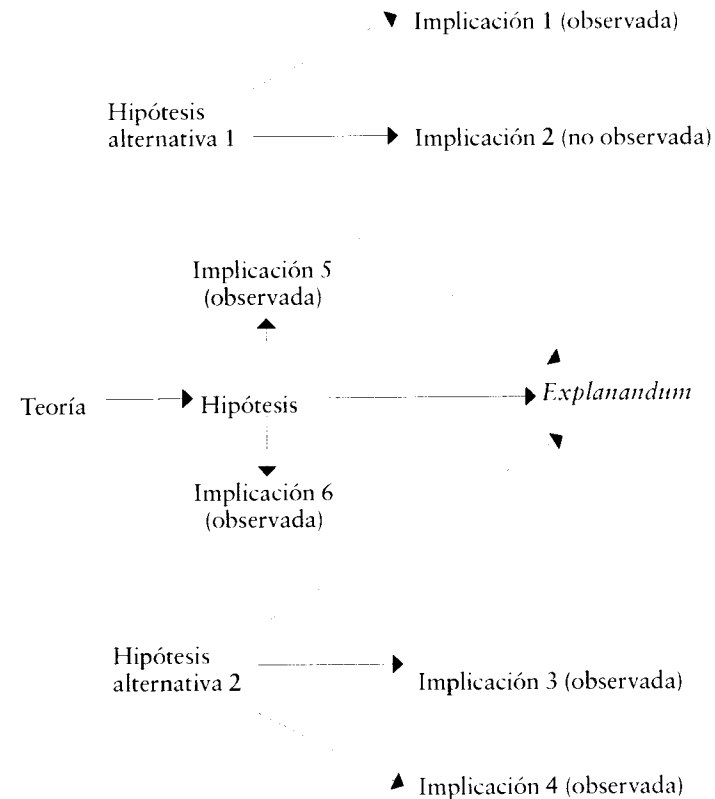 Implicación 1 (observada)
Hipótesis
alternativa 1
Implicación 2 (no observada)
Implicación 5
(observada)
Teoría
Hipótesis
Explanandum
Implicación 6
(observada)
Hipótesis
alternativa 2
Implicación 3 (observada)
Implicación 4 (observada)